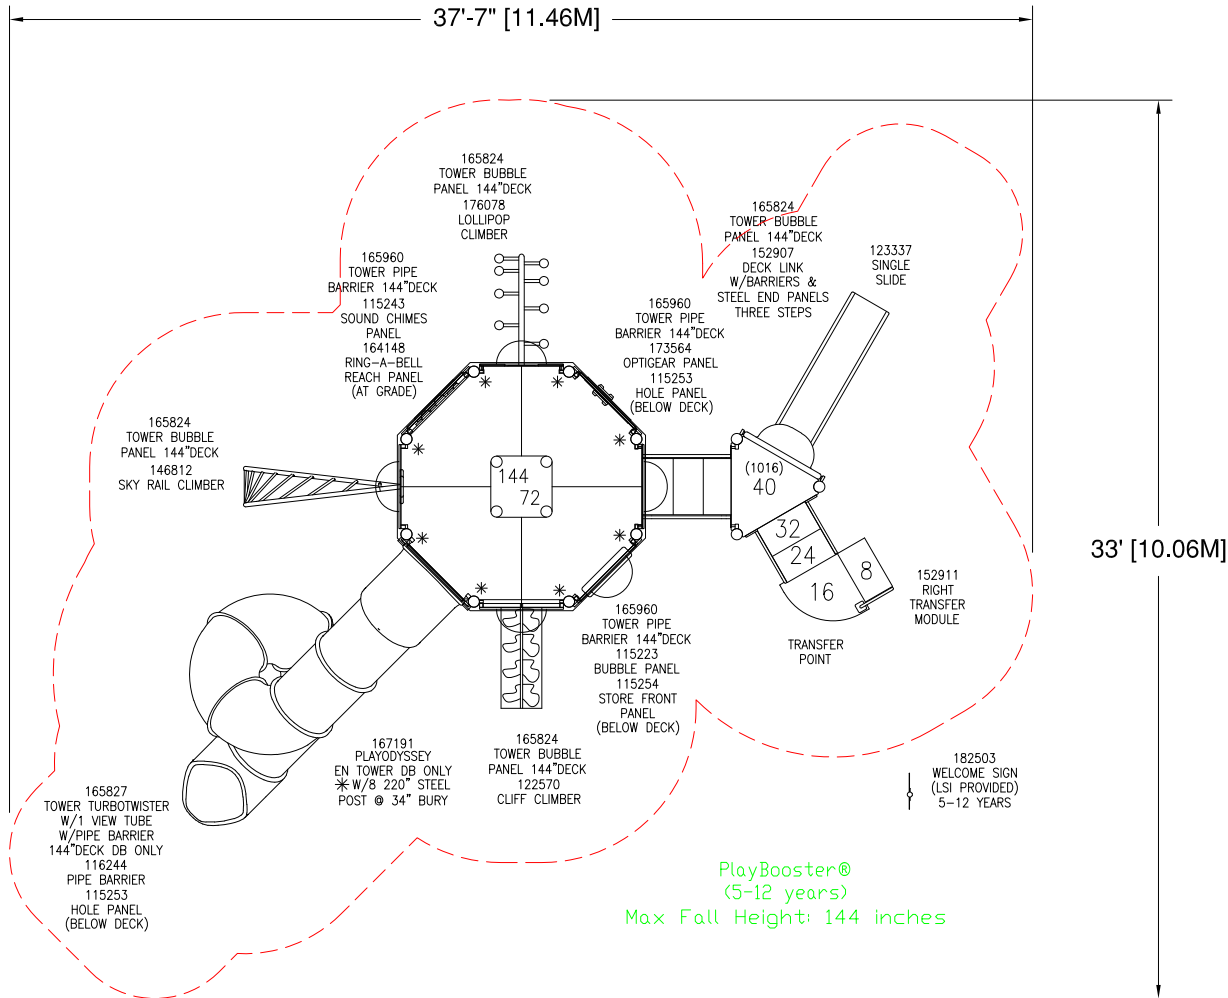 37'-7" [11.46M]
165824
TOWER BUBBLE
PANEL 144"DECK
176078
LOLLIPOP
CLIMBER
165824
TOWER BUBBLE
PANEL 144"DECK
152907
DECK LINK
W/BARRIERS &
STEEL END PANELS
THREE STEPS
123337
SINGLE
SLIDE
165960
TOWER PIPE
BARRIER 144"DECK
115243
SOUND CHIMES
PANEL
164148
RING-A-BELL
REACH PANEL
(AT GRADE)
165960
TOWER PIPE
BARRIER 144"DECK
173564
OPTIGEAR PANEL
115253
HOLE PANEL
(BELOW DECK)
165824
TOWER BUBBLE
PANEL 144"DECK
146812
SKY RAIL CLIMBER
144
72
(1016)
40
32
24
16
8
33' [10.06M]
152911
RIGHT
TRANSFER
MODULE
TRANSFER
POINT
165960
TOWER PIPE
BARRIER 144"DECK
115223
BUBBLE PANEL
115254
STORE FRONT
PANEL
(BELOW DECK)
167191
PLAYODYSSEY
EN TOWER DB ONLY
W/8 220" STEEL
POST @ 34" BURY
165824
TOWER BUBBLE
PANEL 144"DECK
122570
CLIFF CLIMBER
182503
WELCOME SIGN
(LSI PROVIDED)
5-12 YEARS
165827
TOWER TURBOTWISTER
W/1 VIEW TUBE
W/PIPE BARRIER
144"DECK DB ONLY
116244
PIPE BARRIER
115253
HOLE PANEL
(BELOW DECK)
PlayBooster®
(5-12 years)
Max Fall Height: 144 inches